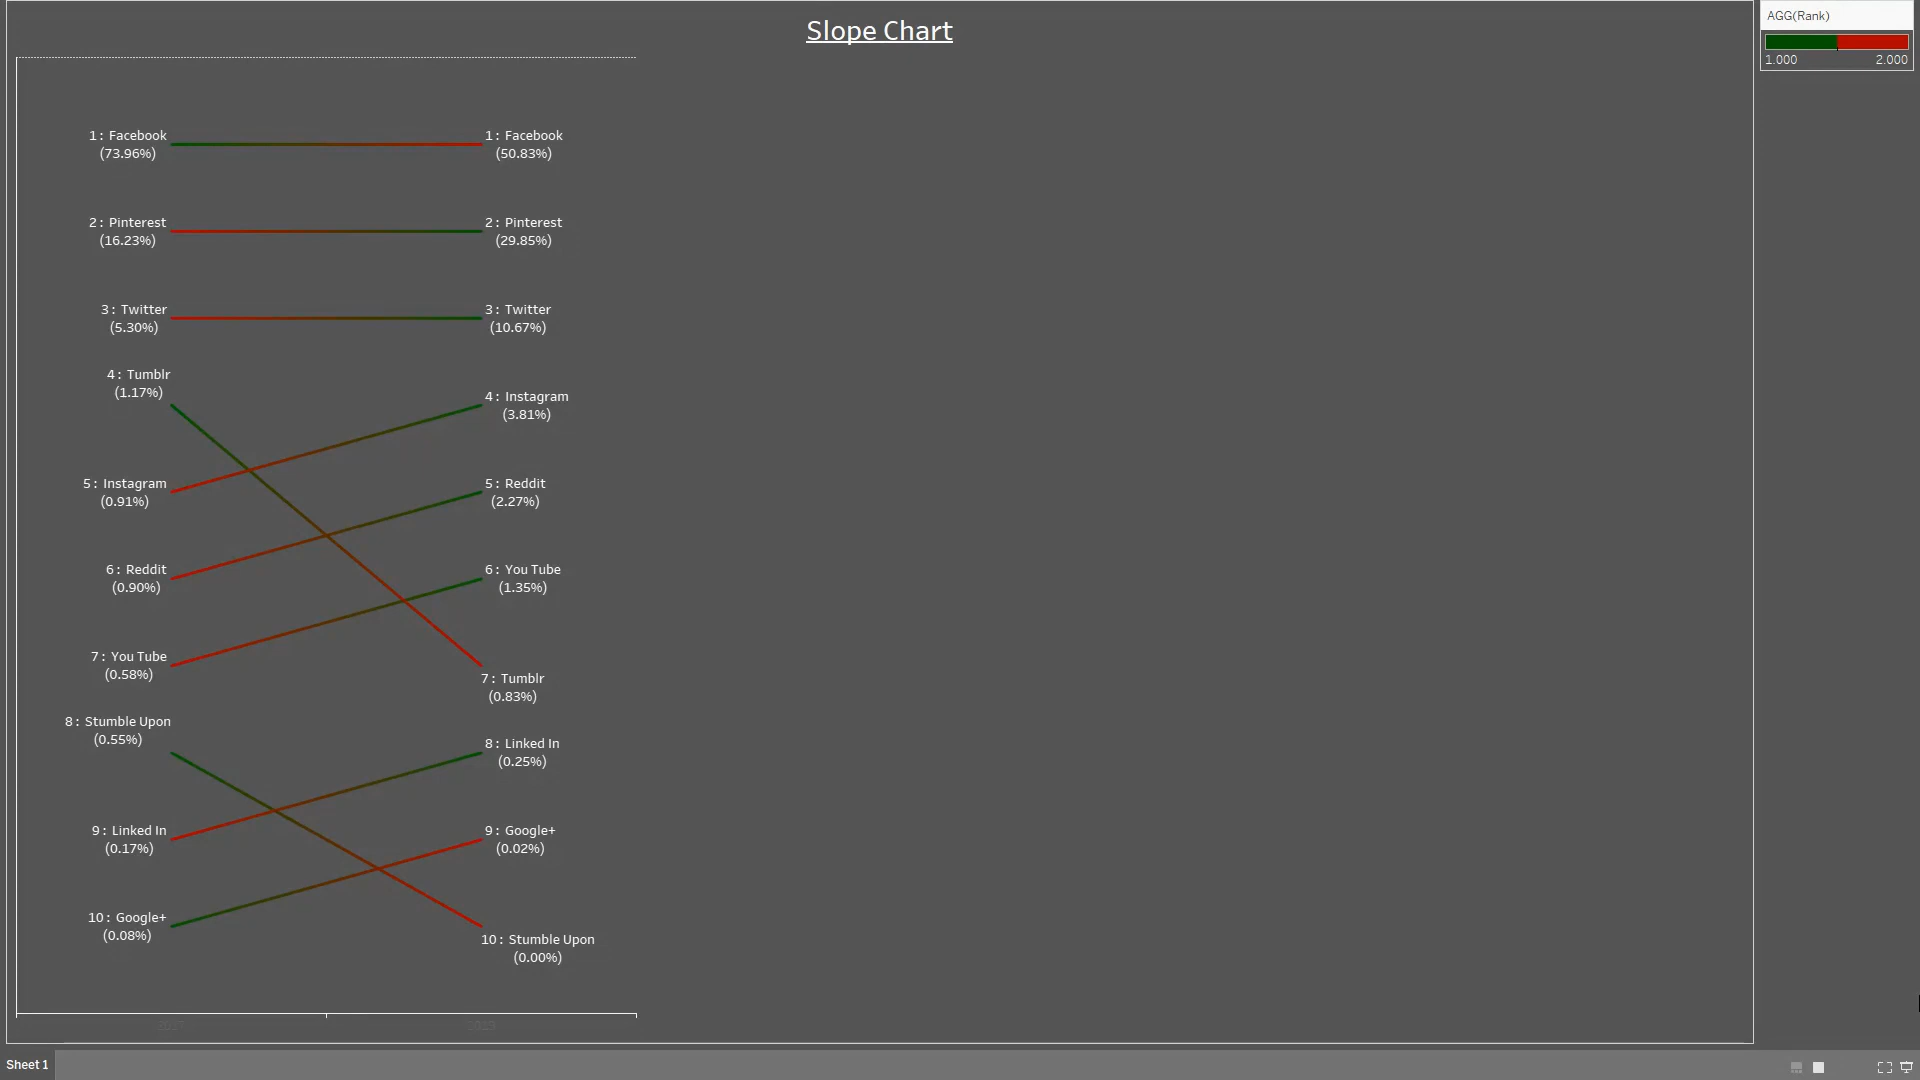 Slope Chart
AGG(Rank)
1.000 2.000
1: Facebook
(73.96%)
1: Facebook
(50.83%)
2: Pinterest
(16.23%)
2: Pinterest
(29.85%)
3: Twitter
(5.30%)
3: Twitter
(10.67%)
4: Tumblr
(1.17%)
4: Instagram
(3.81%)
5: Instagram
(0.91%)
5: Reddit
(2.27%)
6: Reddit
(0.90%)
6: You Tube
(1.35%)
7: You Tube
(0.58%)
7: Tumblr
(0.83%)
8: Stumble Upon
(0.55%)
8: Linked In
(0.25%)
9: Linked In
(0.17%)
9: Google+
(0.02%)
10: Google+
(0.08%)
10: Stumble Upon
(0.00%)
Sheet 1